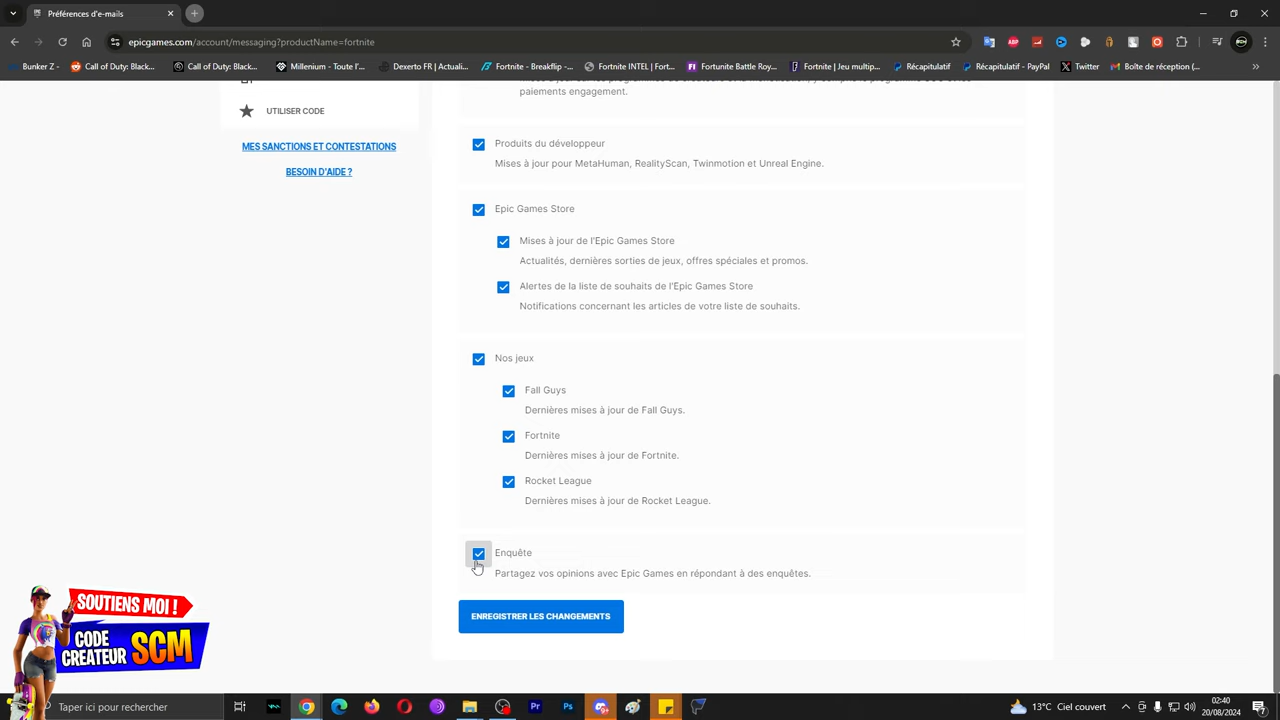 Préférences d'emails
epicgames.com/account/messaging?productName=fortnite
Bunker Z -
Call of Duty: Black...
Call of Duty: Black...
Millenium - Toute l'...
Dexerto FR | Actuali...
Fortnite - Breaflip -...
Fortnite INTEL | Fort...
Fortunite Battle Roy...
Fortnite | Jeu multip...
Récapitulatif
Récapitulatif - PayPal
Twitter
Boîte de réception (...
UTILISER CODE
MES SANCTIONS ET CONTESTATIONS
BESOIN D'AIDE ?
paiements engagement.
Produits du développeur
Mises à jour pour MetaHuman, RealityScan, Twinmotion et Unreal Engine.
Epic Games Store
Mises à jour de l'Epic Games Store
Actualités, dernières sorties de jeux, offres spéciales et promos.
Alertes de la liste de souhaits de l'Epic Games Store
Notifications concernant les articles de votre liste de souhaits.
Nos jeux
Fall Guys
Dernières mises à jour de Fall Guys.
Fortnite
Dernières mises à jour de Fortnite.
Rocket League
Dernières mises à jour de Rocket League.
Enquête
Partagez vos opinions avec Epic Games en répondant à des enquêtes.
ENREGISTRER LES CHANGEMENTS
SOUTIENS MOI !
CODE
CREATEUR SCM
Taper ici pour rechercher
13°C Ciel couvert
02:40
20/08/2024